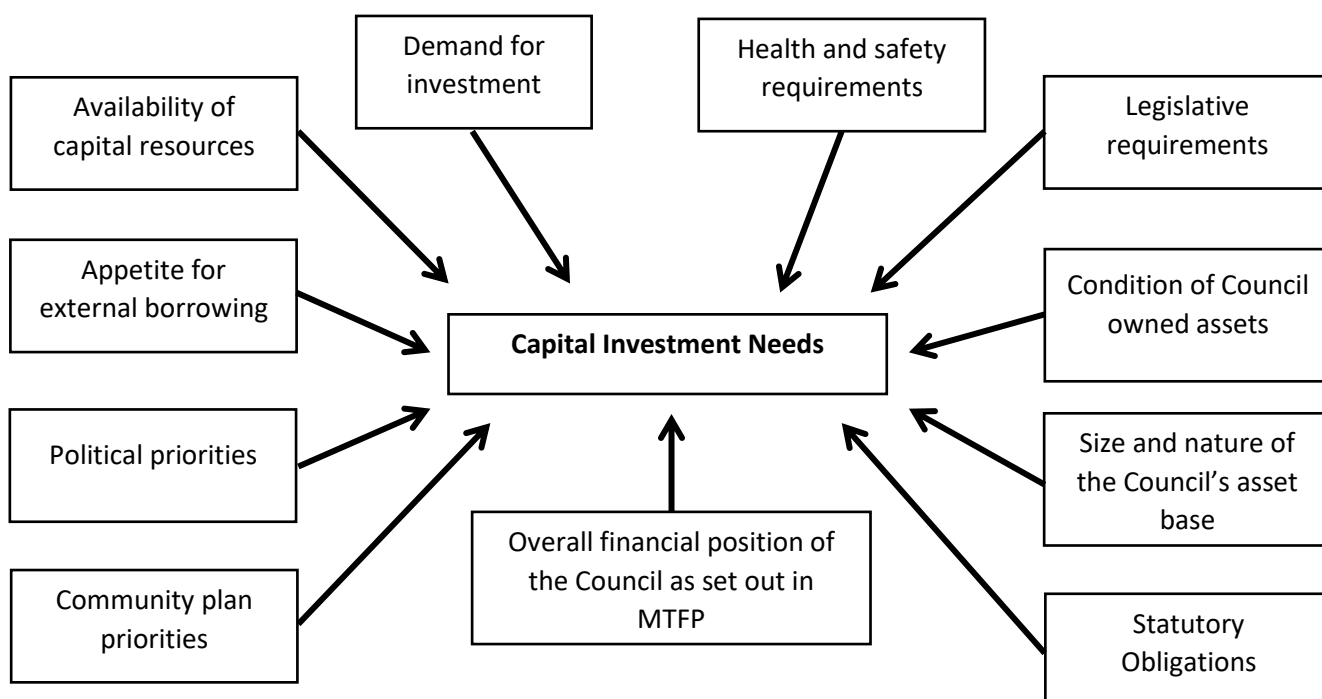 Demand for
investment
Health and safety
requirements
Availability of
capital resources
Legislative
requirements
Appetite for
external borrowing
Condition of Council
owned assets
Capital Investment Needs
Political priorities
Size and nature of
the Council’s asset
base
Overall financial position of
the Council as set out in
MTFP
Community plan
priorities
Statutory
Obligations